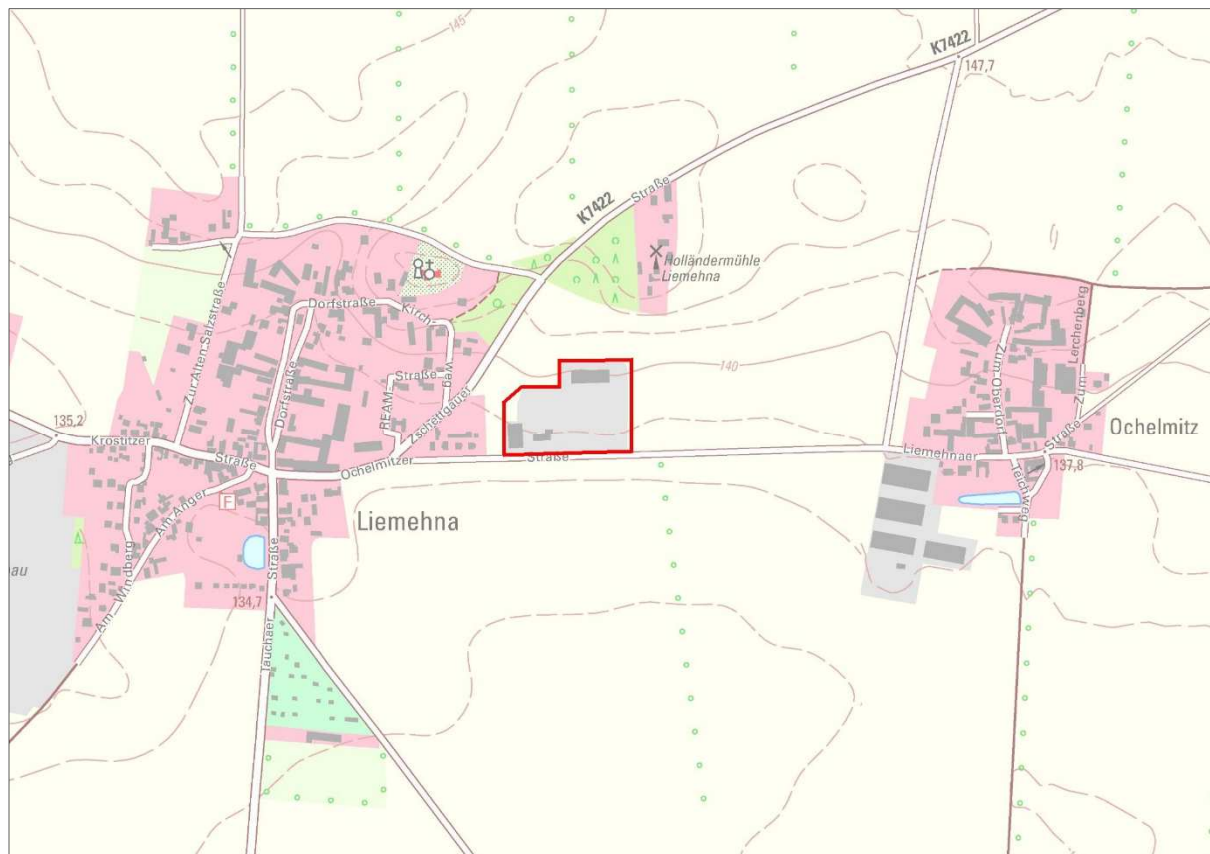 145
K7422
147,7
K7422
Straße
Holländermühle
Liemehna
Zur Alten Salzstraße
Dorfstraße
Kirch-
weg
Dorfstraße
Straße
REAM-
Zschettgauer
140
Zum Lerchenberg
Zum Oberdorf
Ochelmitz
135,2
Krostitzer
Straße
Ochelmitzer
Straße
Liemehnaer
Straße
137,8
Teichweg
Am Anger
F
Liemehna
Am Windberg
au
Straße
134,7
Tauchaer